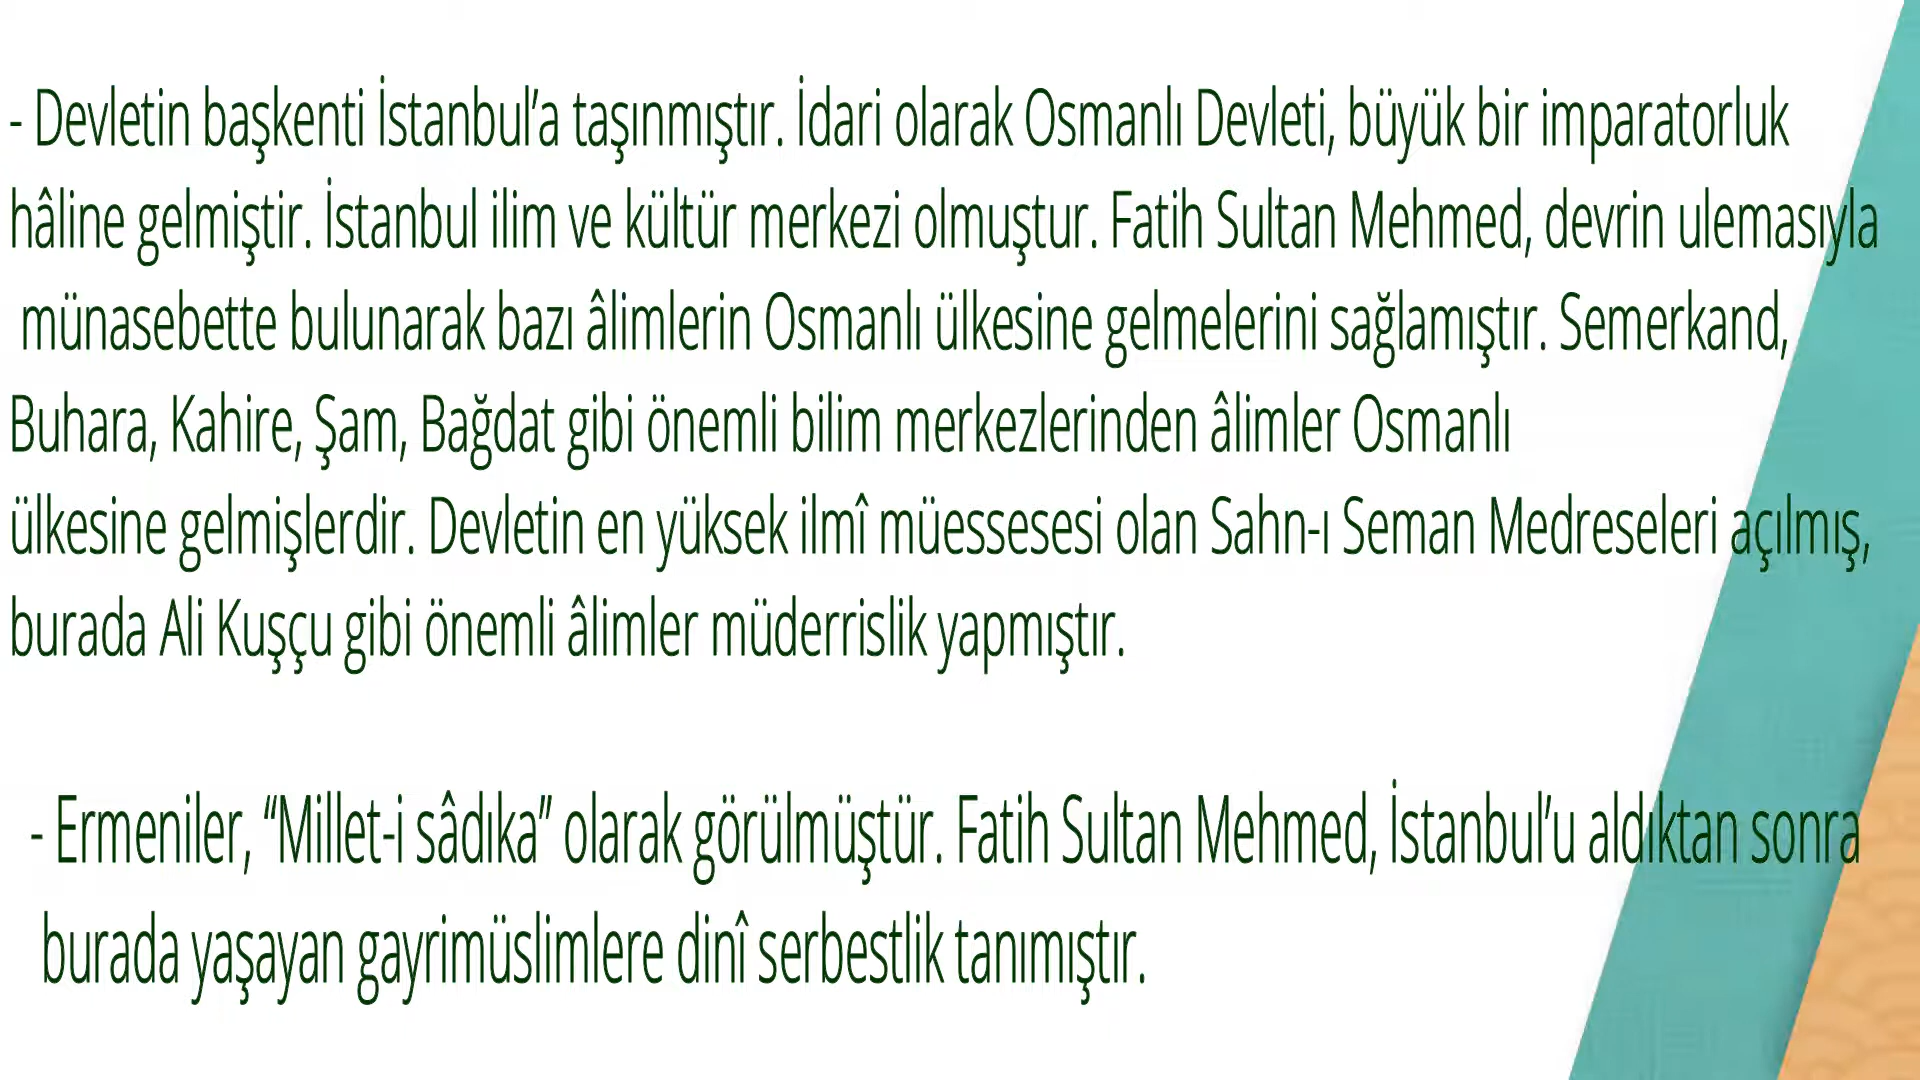 - Devletin başkenti İstanbul’a taşınmıştır. İdari olarak Osmanlı Devleti, büyük bir imparatorluk
hâline gelmiştir. İstanbul ilim ve kültür merkezi olmuştur. Fatih Sultan Mehmed, devrin ulemasıyla
münasebette bulunarak bazı âlimlerin Osmanlı ülkesine gelmelerini sağlamıştır. Semerkand,
Buhara, Kahire, Şam, Bağdat gibi önemli bilim merkezlerinden âlimler Osmanlı
ülkesine gelmişlerdir. Devletin en yüksek ilmî müessesesi olan Sahn-ı Seman Medreseleri açılmış,
burada Ali Kuşçu gibi önemli âlimler müderrislik yapmıştır.
- Ermeniler, “Millet-i sâdıka” olarak görülmüştür. Fatih Sultan Mehmed, İstanbul’u aldıktan sonra
burada yaşayan gayrimüslimlere dinî serbestlik tanımıştır.